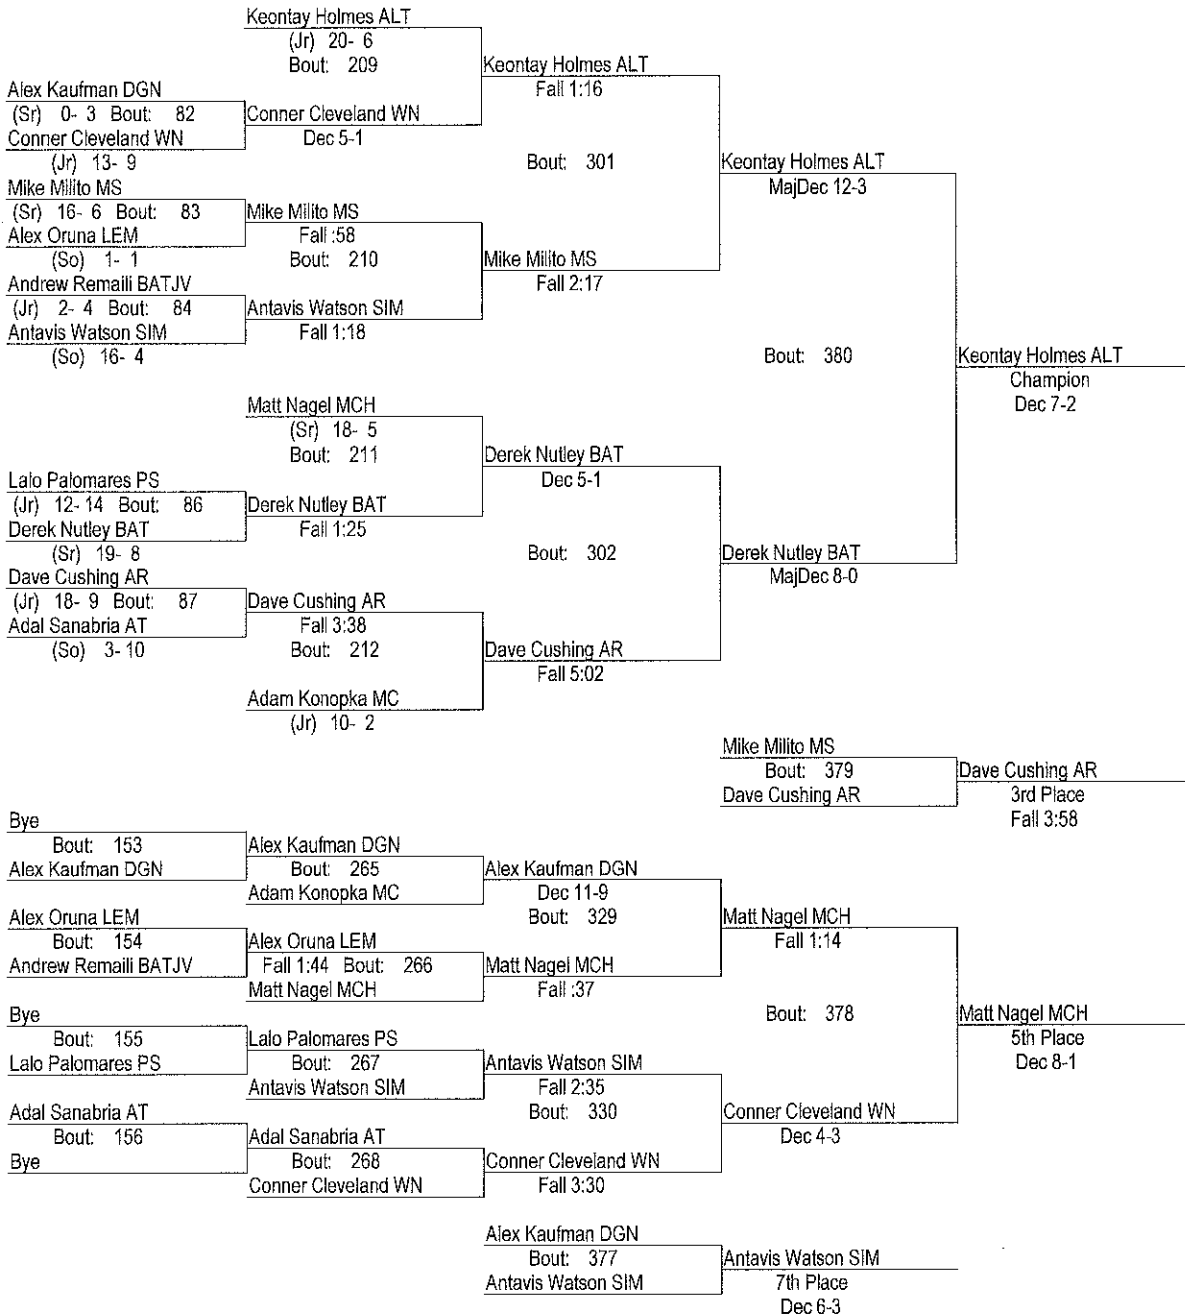 Keontay Holmes ALT
(Jr) 20- 6
Bout: 209
Keontay Holmes ALT
Fall 1:16
Alex Kaufman DGN
(Sr) 0- 3 Bout: 82
Conner Cleveland WN
Conner Cleveland WN
Dec 5-1
(Jr) 13- 9
Bout: 301
Keontay Holmes ALT
MajDec 12-3
Mike Milito MS
(Sr) 16- 6 Bout: 83
Mike Milito MS
Alex Oruna LEM
Fall :58
(So) 1- 1
Bout: 210
Mike Milito MS
Fall 2:17
Andrew Remaili BATJV
(Jr) 2- 4 Bout: 84
Antavis Watson SIM
Antavis Watson SIM
Fall 1:18
(So) 16- 4
Bout: 380
Keontay Holmes ALT
Champion
Dec 7-2
Matt Nagel MCH
(Sr) 18- 5
Bout: 211
Derek Nutley BAT
Dec 5-1
Lalo Palomares PS
(Jr) 12- 14 Bout: 86
Derek Nutley BAT
Derek Nutley BAT
Fall 1:25
(Sr) 19- 8
Bout: 302
Derek Nutley BAT
MajDec 8-0
Dave Cushing AR
(Jr) 18- 9 Bout: 87
Dave Cushing AR
Adal Sanabria AT
Fall 3:38
(So) 3- 10
Bout: 212
Dave Cushing AR
Fall 5:02
Adam Konopka MC
(Jr) 10- 2
Mike Milito MS
Bout: 379
Dave Cushing AR
Dave Cushing AR
3rd Place
Fall 3:58
Bye
Bout: 153
Alex Kaufman DGN
Alex Kaufman DGN
Bout: 265
Adam Konopka MC
Alex Kaufman DGN
Dec 11-9
Bout: 329
Matt Nagel MCH
Fall 1:14
Alex Oruna LEM
Bout: 154
Andrew Remaili BATJV
Alex Oruna LEM
Fall 1:44 Bout: 266
Matt Nagel MCH
Matt Nagel MCH
Fall :37
Bout: 378
Matt Nagel MCH
5th Place
Dec 8-1
Bye
Bout: 155
Lalo Palomares PS
Lalo Palomares PS
Bout: 267
Antavis Watson SIM
Antavis Watson SIM
Fall 2:35
Bout: 330
Conner Cleveland WN
Dec 4-3
Adal Sanabria AT
Bout: 156
Bye
Adal Sanabria AT
Bout: 268
Conner Cleveland WN
Conner Cleveland WN
Fall 3:30
Alex Kaufman DGN
Bout: 377
Antavis Watson SIM
Antavis Watson SIM
7th Place
Dec 6-3